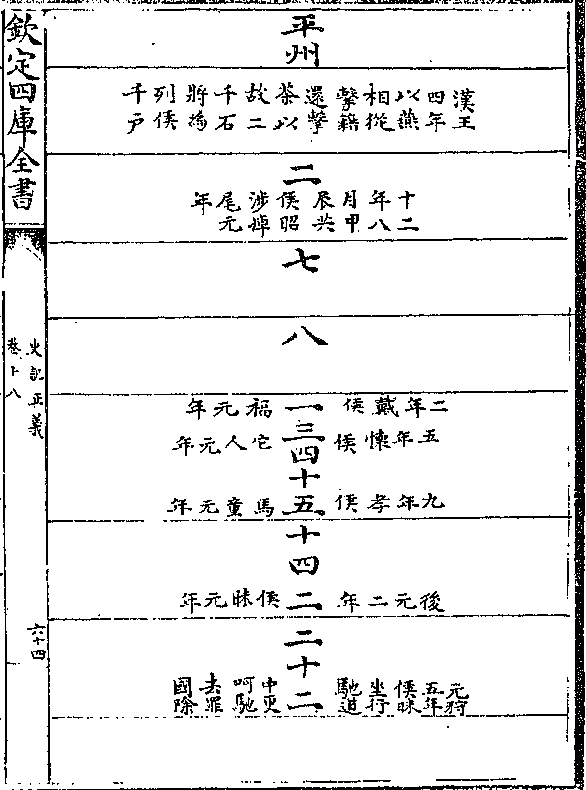 平州
漢王四年以燕相從擊籍還擊荼以故二千石將為列侯千戶
二
十二年八月甲辰共侯昭涉掉尾元年
七
八
一
二年戴侯福元年
三
五年懷侯它人元年
四
十五
九年孝侯馬童元年
十四
二
後元二年侯昧元年
二十二
元狩五年侯昧坐行馳道中更呵馳去罪國除
欽定四庫全書
史記正義
卷十八
六十四